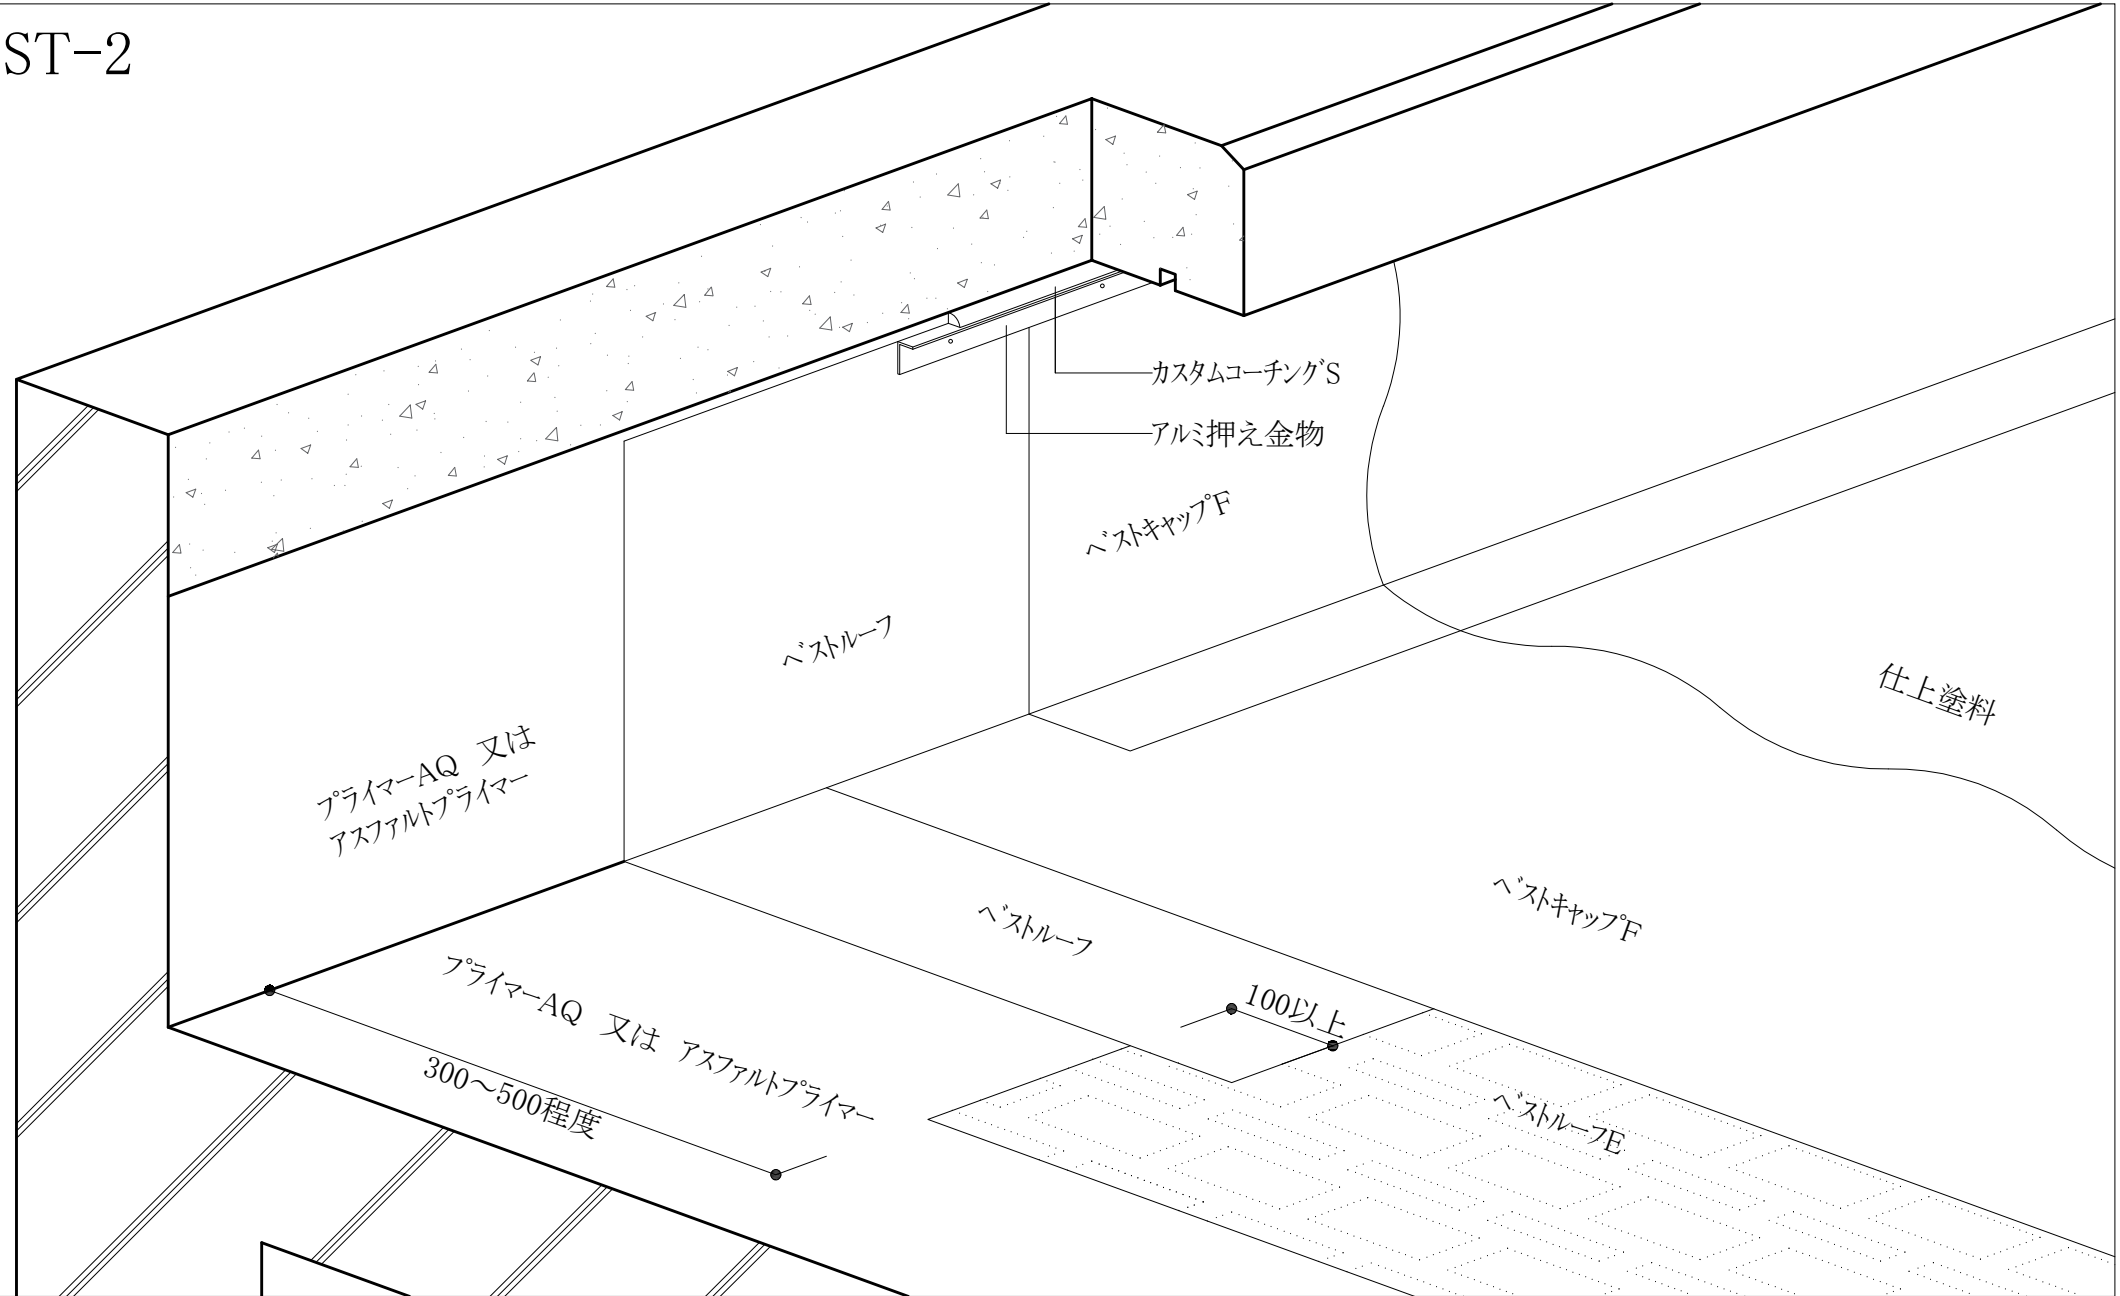 ST-2
カスタムコーチングS
アルミ押え金物
ベストキャップF
ベストルーフ
仕上塗料
プライマーAQ 又は
アスファルトプライマー
ベストキャップF
ベストルーフ
プライマーAQ 又は アスファルトプライマー
100以上
300～500程度
ベストルーフE